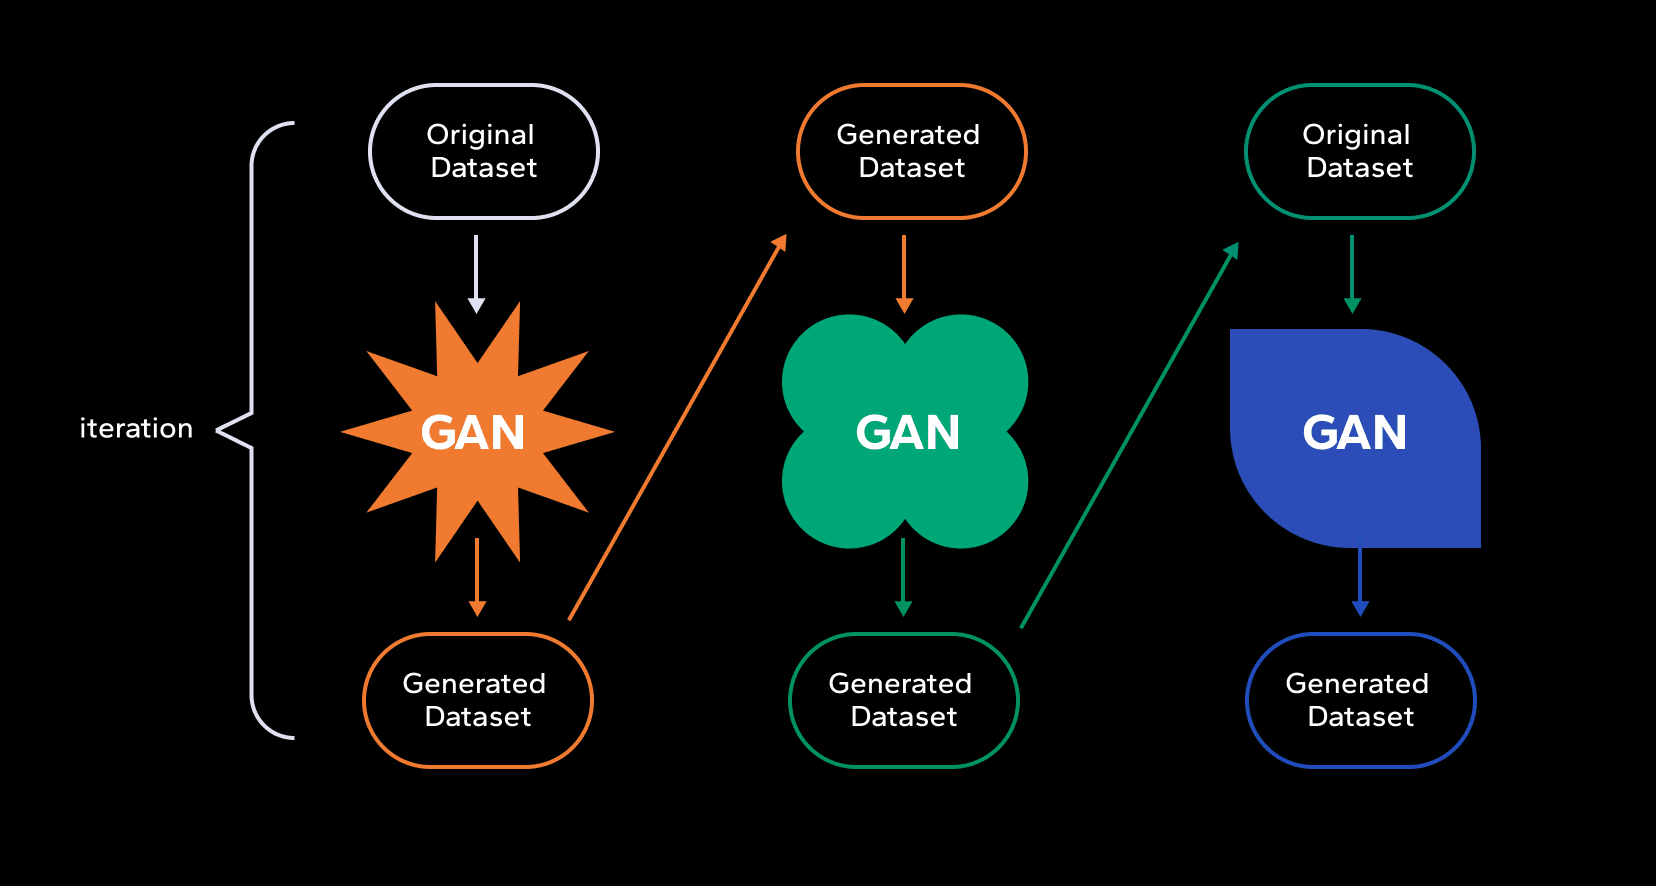 Original
Dataset
Generated
Dataset
Original
Dataset
iteration
GAN
GAN
GAN
Generated
Dataset
Generated
Dataset
Generated
Dataset